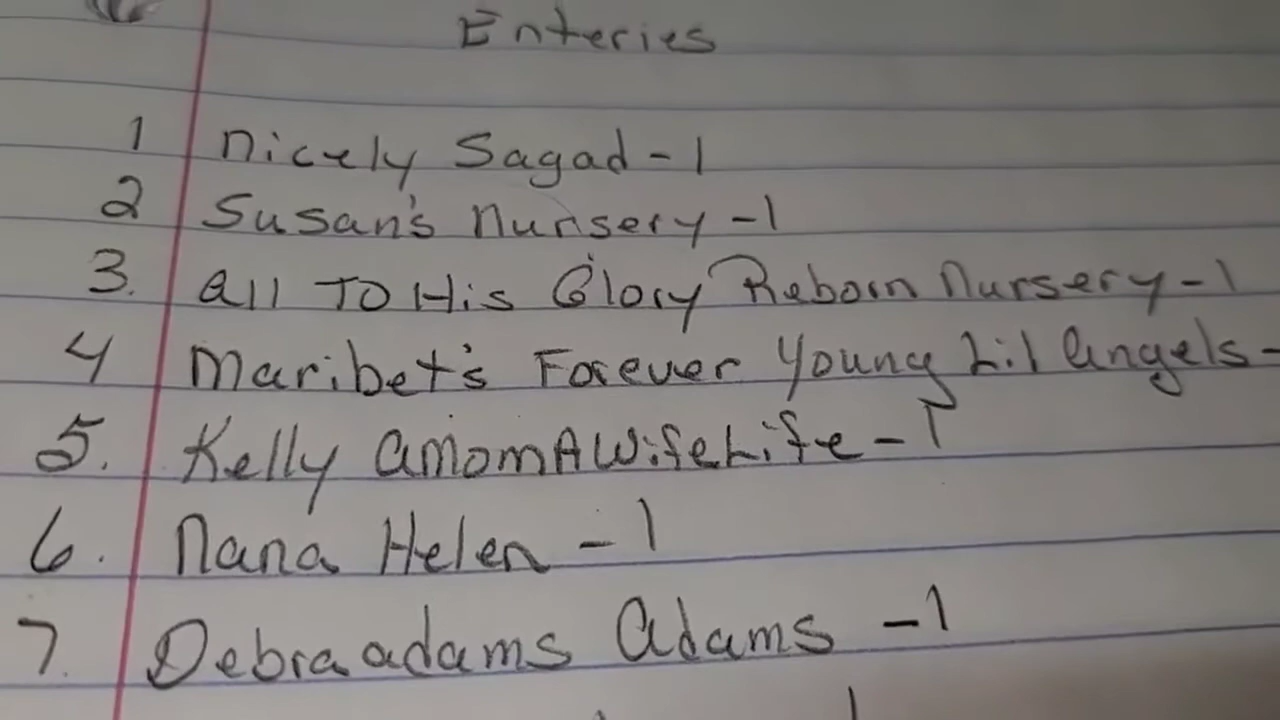 Enteries
1 Nicely Sagad - 1
2 Susan's Nursery - 1
3. All To His Glory Reborn Nursery - 1
4 Maribet's Forever Young Lil Angels -
5. Kelly AMomAWifeLife - 1
6. Nana Helen - 1
7. Debraadams Adams - 1